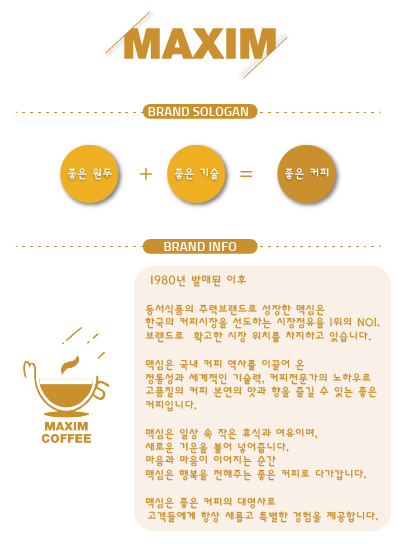 MAXIM
BRAND SOLOGAN
좋은 원두 + 좋은 기술 = 좋은 커피
BRAND INFO
1980년 발매된 이후
동서식품의 주력브랜드로 성장한 맥심은
한국의 커피시장을 선도하는 시장점유율 1위의 NO1.
브랜드로 확고한 시장 위치를 차지하고 있습니다.
맥심은 국내 커피 역사를 이끌어 온
정통성과 세계적인 기술력, 커피전문가의 노하우로
고품질의 커피 본연의 맛과 향을 즐길 수 있는 좋은
커피입니다.
맥심은 일상 속 작은 휴식과 여유이며,
새로운 기운을 불어 넣어줍니다.
마음과 마음이 이어지는 순간
맥심은 행복을 전해주는 좋은 커피로 다가갑니다.
맥심은 좋은 커피의 대명사로
고객들에게 항상 새롭고 특별한 경험을 제공합니다.
MAXIM
COFFEE